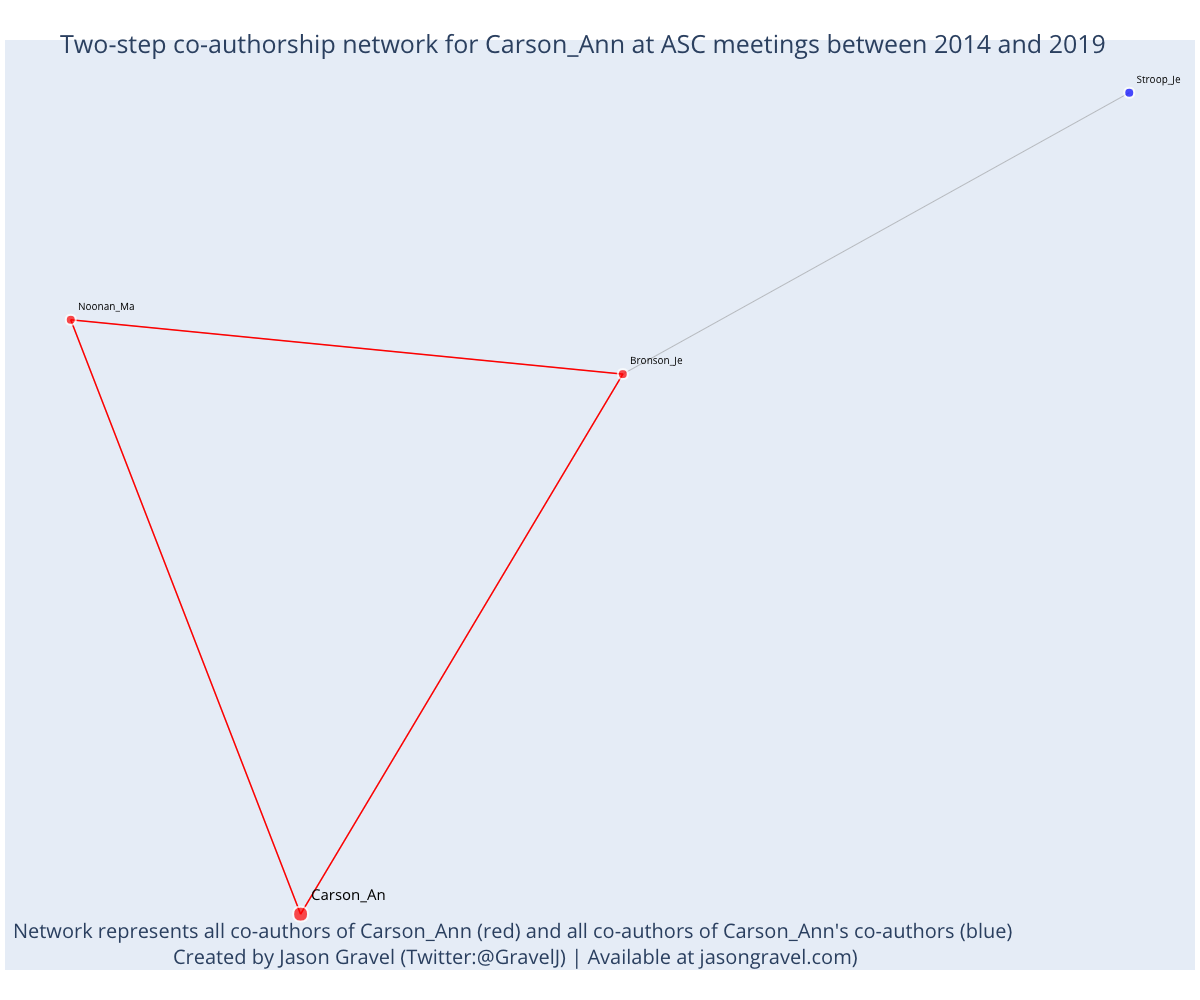 Two-step co-authorship network for Carson_Ann at ASC meetings between 2014 and 2019
Stroop_Je
Noonan_Ma
Bronson_Je
Carson_An
Network represents all co-authors of Carson_Ann (red) and all co-authors of Carson_Ann's co-authors (blue)
Created by Jason Gravel (Twitter:@GravelJ) | Available at jasongravel.com)